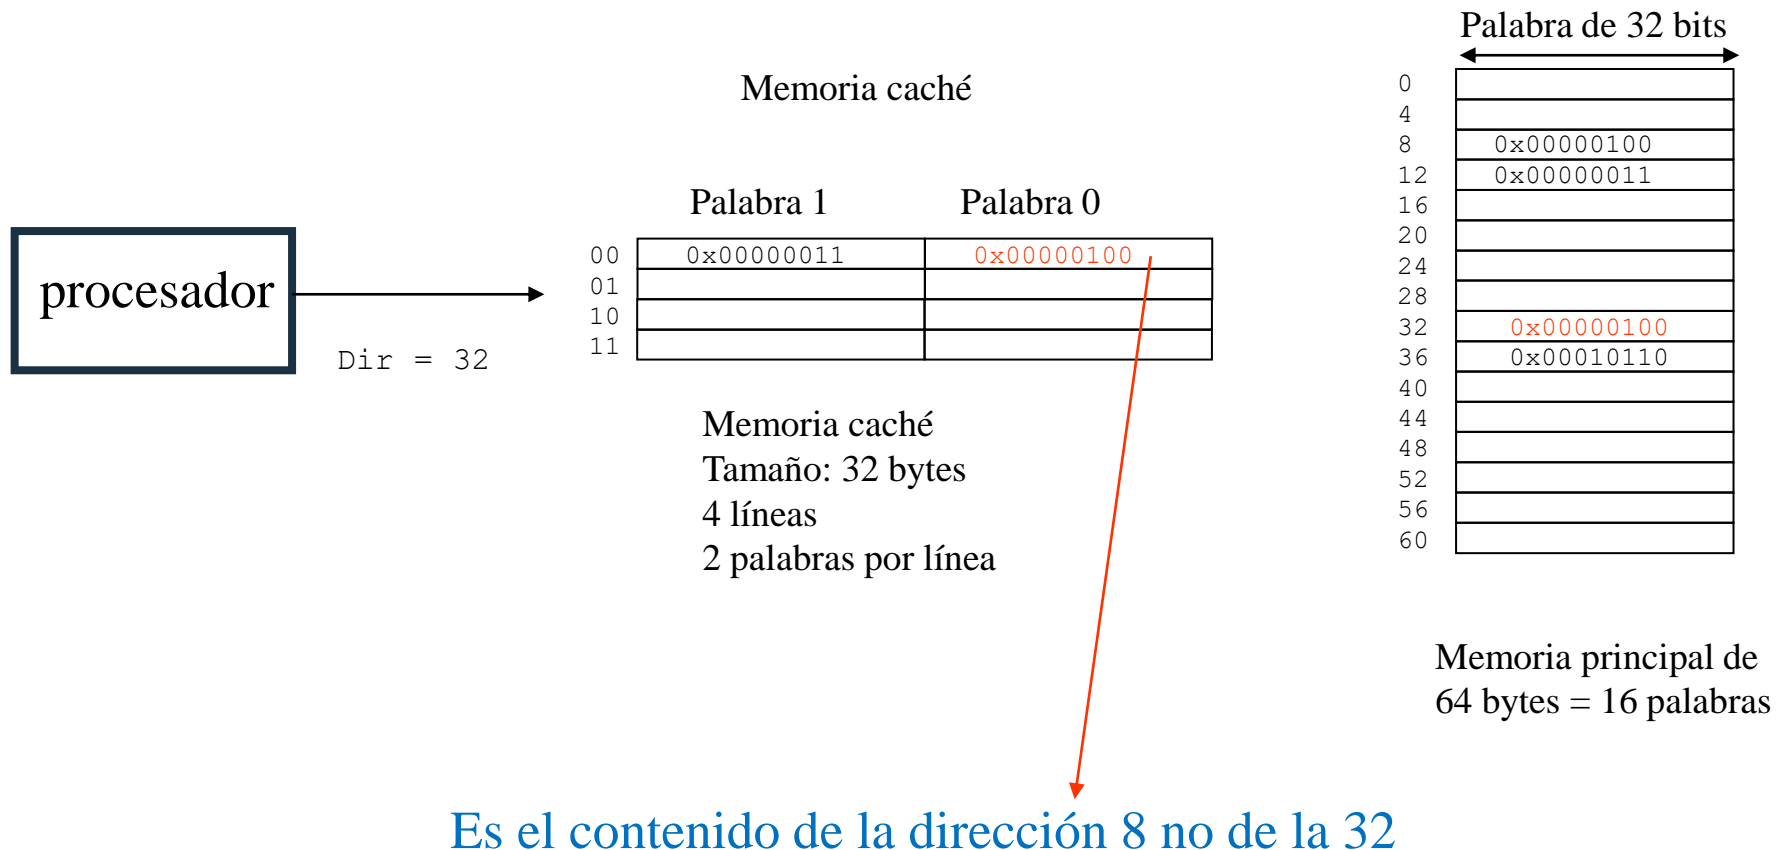 Palabra de 32 bits
Memoria caché
0
4
8 0x00000100
12 0x00000011
16
20
24
28
32 0x00000100
36 0x00010110
40
44
48
52
56
60
Palabra 1 Palabra 0
00 0x00000011 0x00000100
01
10
11
procesador
Dir = 32
Memoria caché
Tamaño: 32 bytes
4 líneas
2 palabras por línea
Memoria principal de
64 bytes = 16 palabras
Es el contenido de la dirección 8 no de la 32